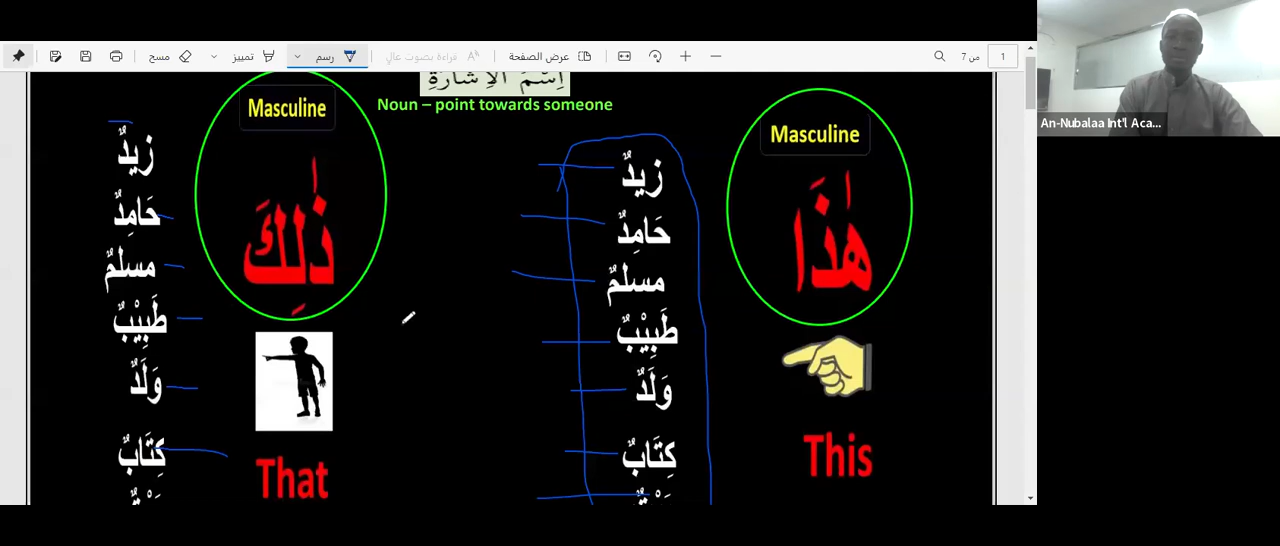 مسح
تمييز
رسم
قراءة بصوت عالٍ
عرض الصفحة
من 7
1
An-Nubalaa Int'l Aca...
اِسْمُ الْاِشَارَةِ
Noun – point towards someone
Masculine
هٰذَا
This
زيدٌ
حَامِدٌ
مسلمٌ
طَبِيْبٌ
وَلَدٌ
كِتَابٌ
Masculine
ذٰلِكَ
That
زيدٌ
حَامِدٌ
مسلمٌ
طَبِيْبٌ
وَلَدٌ
كِتَابٌ